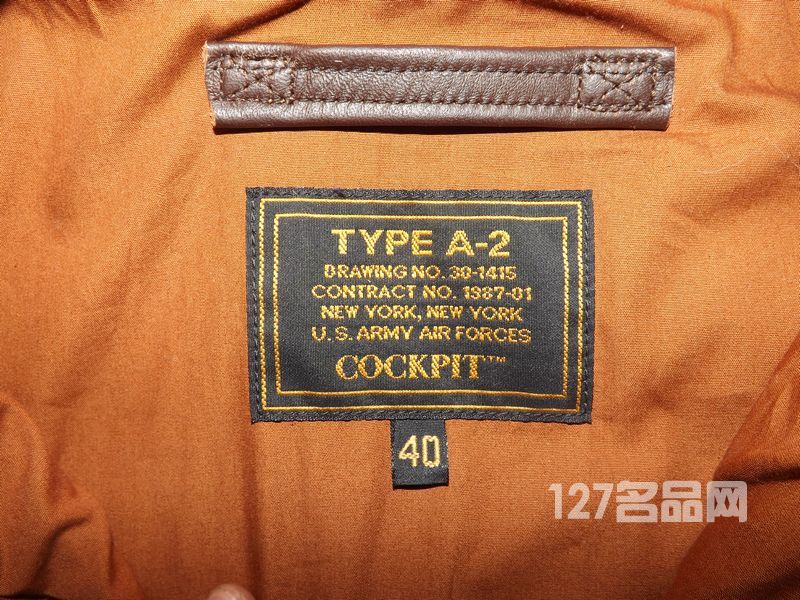 TYPE A-2
DRAWING NO. 30-1415
CONTRACT NO. 1987-01
NEW YORK, NEW YORK
U.S. ARMY AIR FORCES
COCKPIT™
40
127名品网